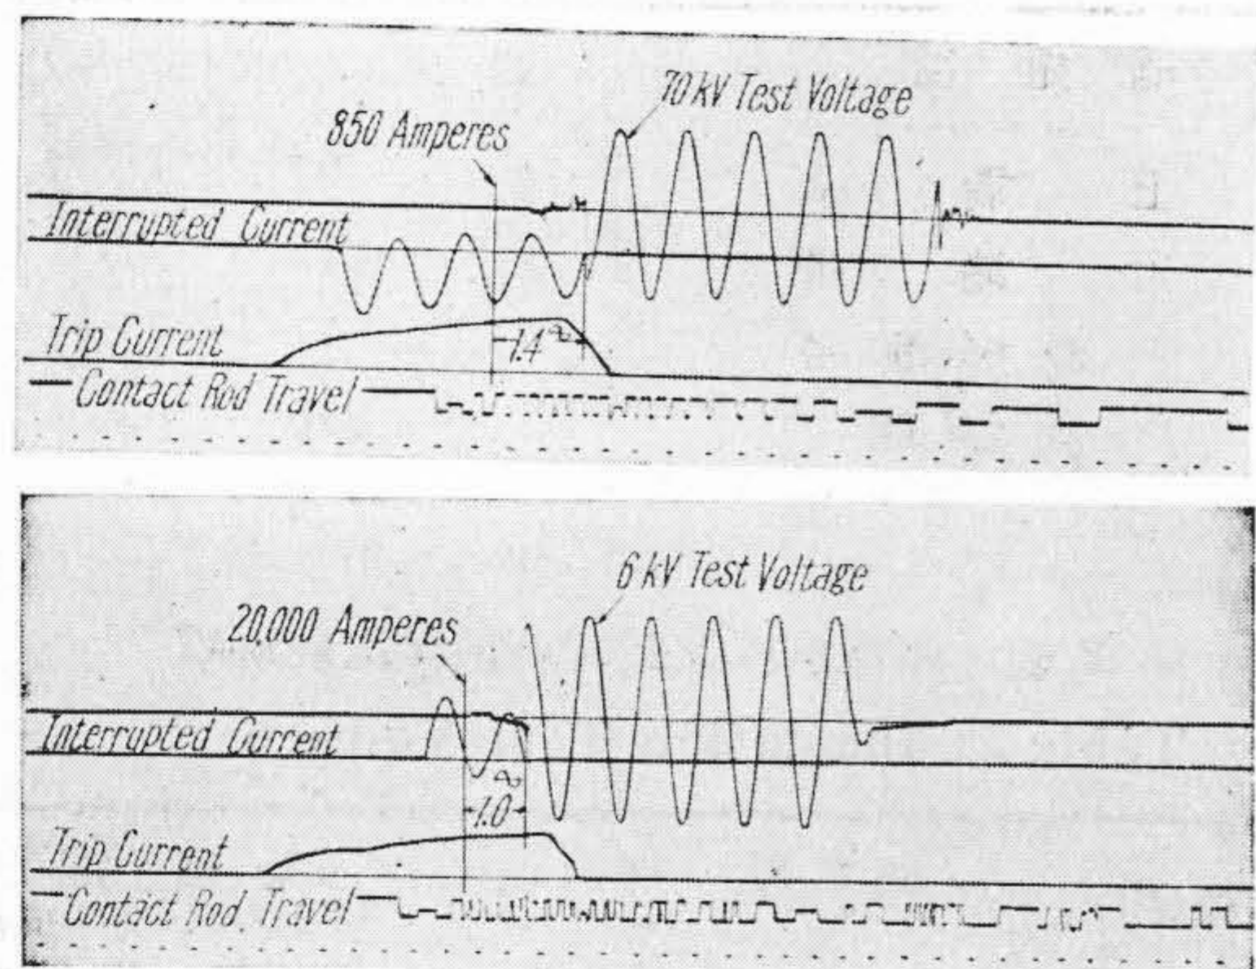 70 kV Test Voltage
850 Amperes
Interrupted Current
Trip Current
1.4~
Contact Rod Travel
6 kV Test Voltage
20,000 Amperes
Interrupted Current
~
1.0
Trip Current
Contact Rod Travel